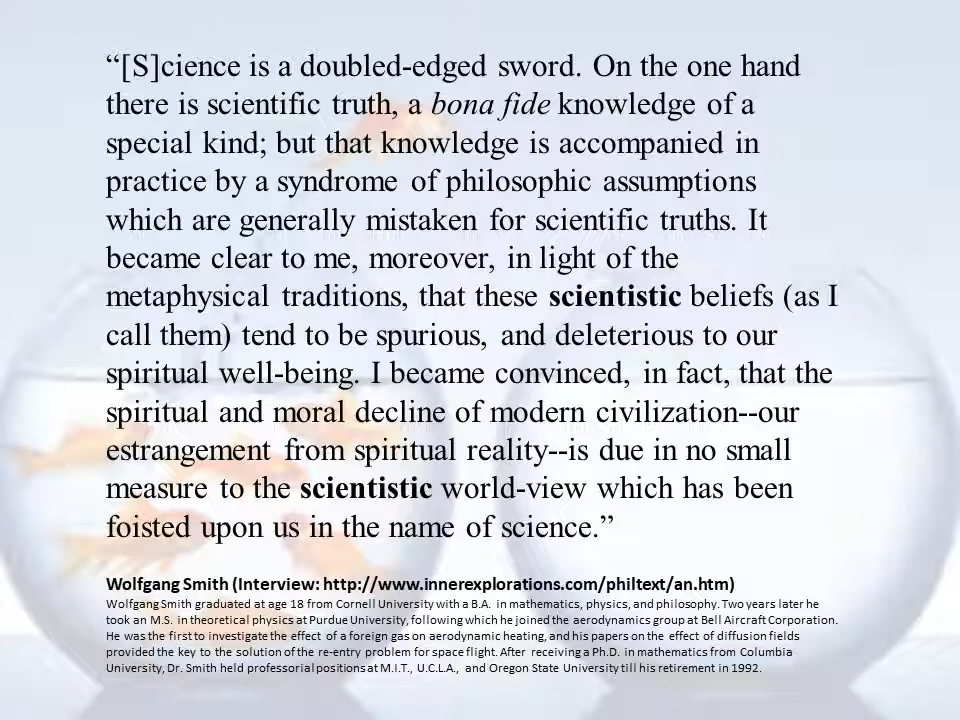 “[S]cience is a doubled-edged sword. On the one hand
there is scientific truth, a bona fide knowledge of a
special kind; but that knowledge is accompanied in
practice by a syndrome of philosophic assumptions
which are generally mistaken for scientific truths. It
became clear to me, moreover, in light of the
metaphysical traditions, that these scientistic beliefs (as I
call them) tend to be spurious, and deleterious to our
spiritual well-being. I became convinced, in fact, that the
spiritual and moral decline of modern civilization--our
estrangement from spiritual reality--is due in no small
measure to the scientistic world-view which has been
foisted upon us in the name of science.”
Wolfgang Smith (Interview: http://www.innerexplorations.com/philtext/an.htm)
Wolfgang Smith graduated at age 18 from Cornell University with a B.A. in mathematics, physics, and philosophy. Two years later he
took an M.S. in theoretical physics at Purdue University, following which he joined the aerodynamics group at Bell Aircraft Corporation.
He was the first to investigate the effect of a foreign gas on aerodynamic heating, and his papers on the effect of diffusion fields
provided the key to the solution of the re-entry problem for space flight. After receiving a Ph.D. in mathematics from Columbia
University, Dr. Smith held professorial positions at M.I.T., U.C.L.A., and Oregon State University till his retirement in 1992.